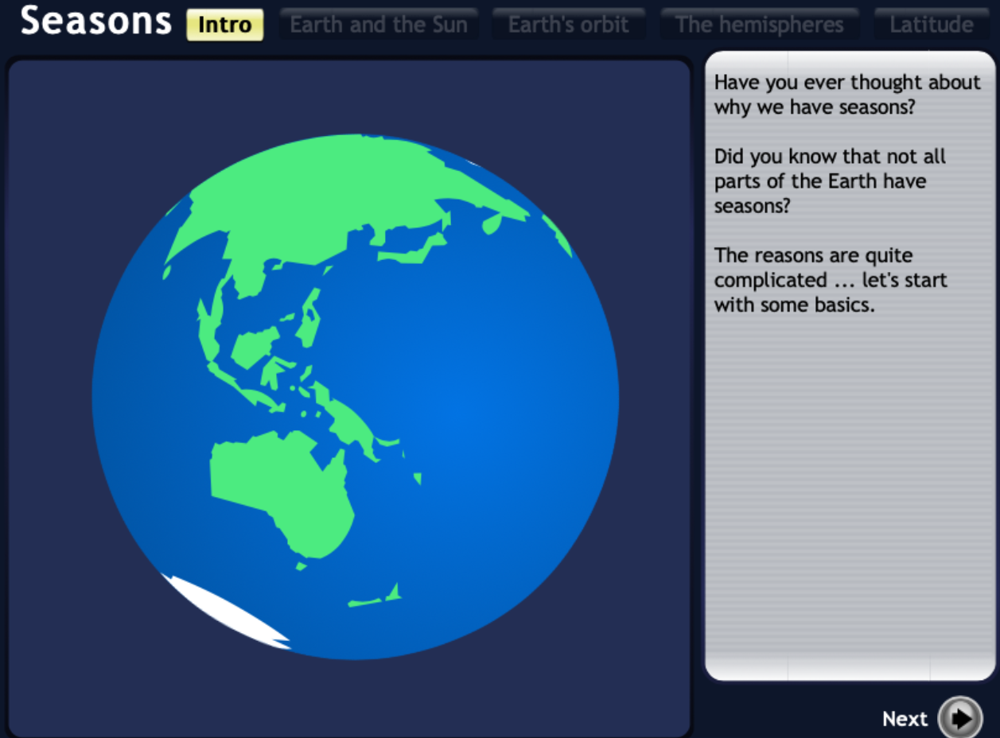 Seasons Intro Earth and the Sun Earth's orbit The hemispheres Latitude
Have you ever thought about
why we have seasons?
Did you know that not all
parts of the Earth have
seasons?
The reasons are quite
complicated ... let's start
with some basics.
Next